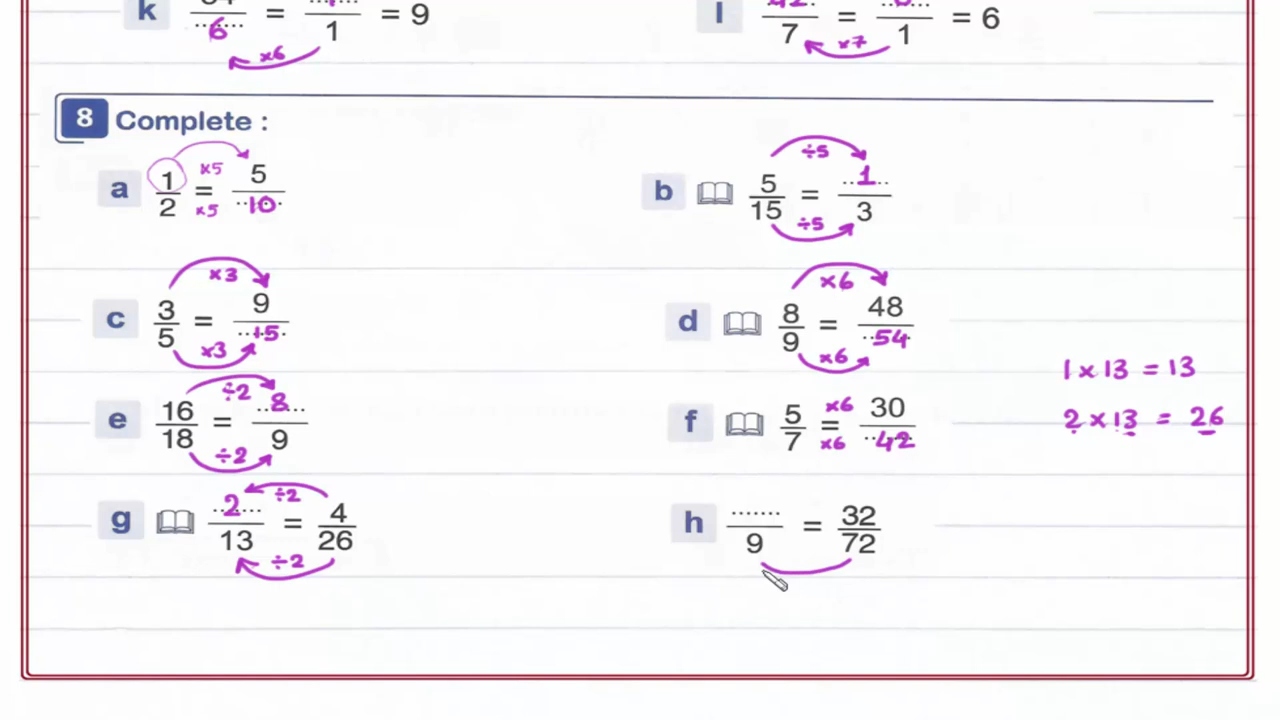 k ....... 6 = ....... 1 = 9
×6
l 7 = ....... 1 = 6
×7
8 Complete :
a 1/2 = 5/10
×5
×5
b 5/15 = 1/3
÷5
÷5
c 3/5 = 9/15
×3
×3
d 8/9 = 48/54
×6
×6
e 16/18 = 8/9
÷2
÷2
f 5/7 = 30/42
×6
×6
1 × 13 = 13
2 × 13 = 26
g 2/13 = 4/26
÷2
÷2
h ......./9 = 32/72